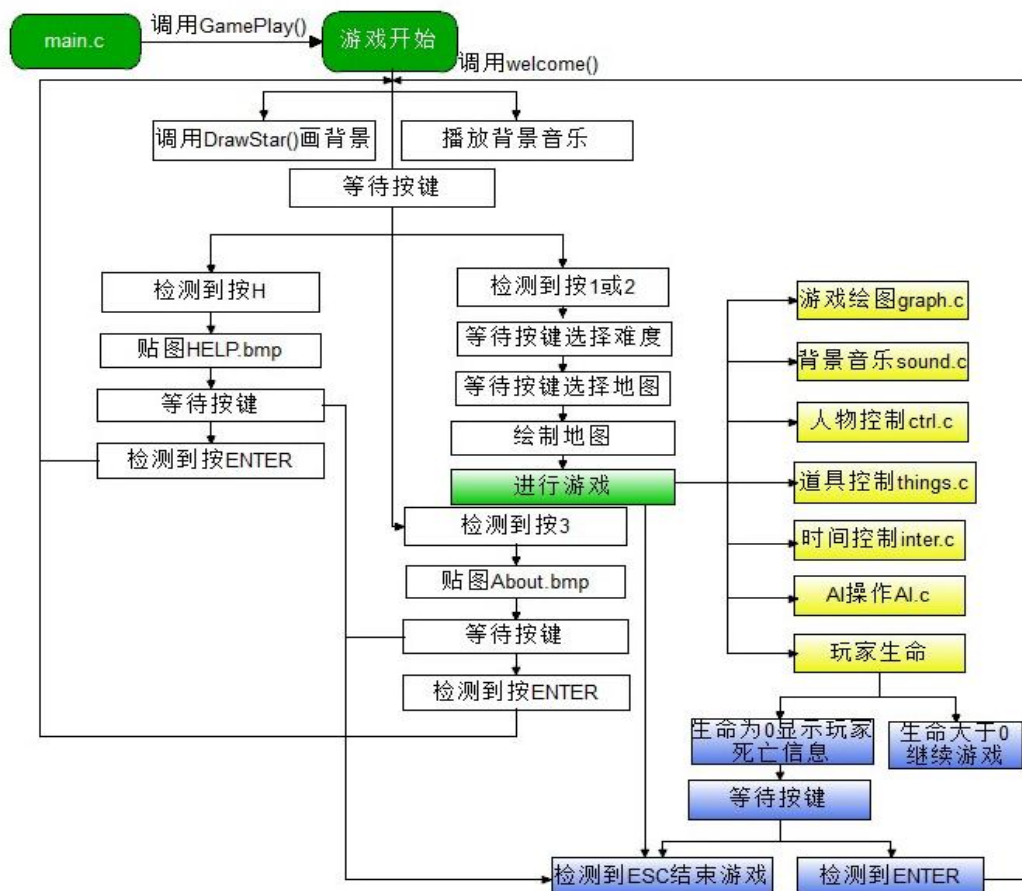 main.c
调用GamePlay()
游戏开始
调用welcome()
调用DrawStar()画背景
播放背景音乐
等待按键
检测到按H
贴图HELP.bmp
等待按键
检测到按ENTER
检测到按1或2
等待按键选择难度
等待按键选择地图
绘制地图
进行游戏
检测到按3
贴图About.bmp
等待按键
检测到按ENTER
游戏绘图graph.c
背景音乐sound.c
人物控制ctrl.c
道具控制things.c
时间控制inter.c
AI操作AI.c
玩家生命
生命为0显示玩家
死亡信息
生命大于0
继续游戏
等待按键
检测到ESC结束游戏
检测到ENTER